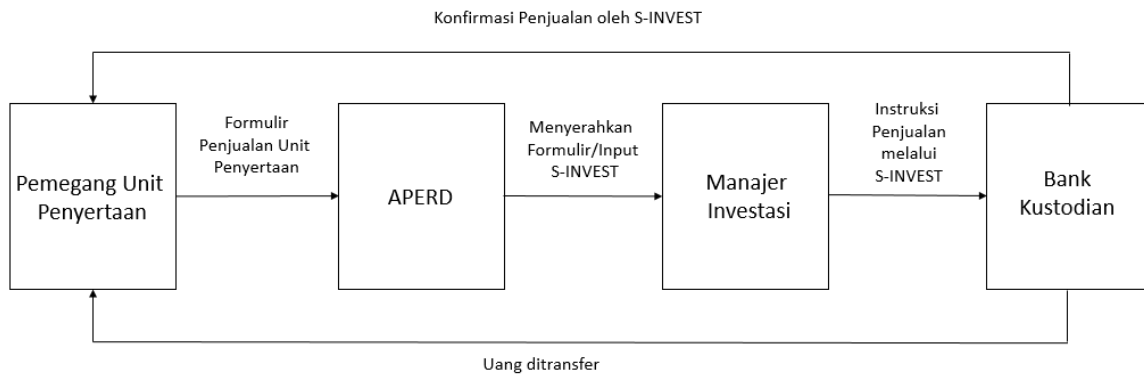 Konfirmasi Penjualan oleh S-INVEST
Formulir
Penjualan Unit
Penyertaan
Menyerahkan
Formulir/Input
S-INVEST
Instruksi
Penjualan
melalui
S-INVEST
Pemegang Unit
Penyertaan
APERD
Manajer
Investasi
Bank
Kustodian
Uang ditransfer